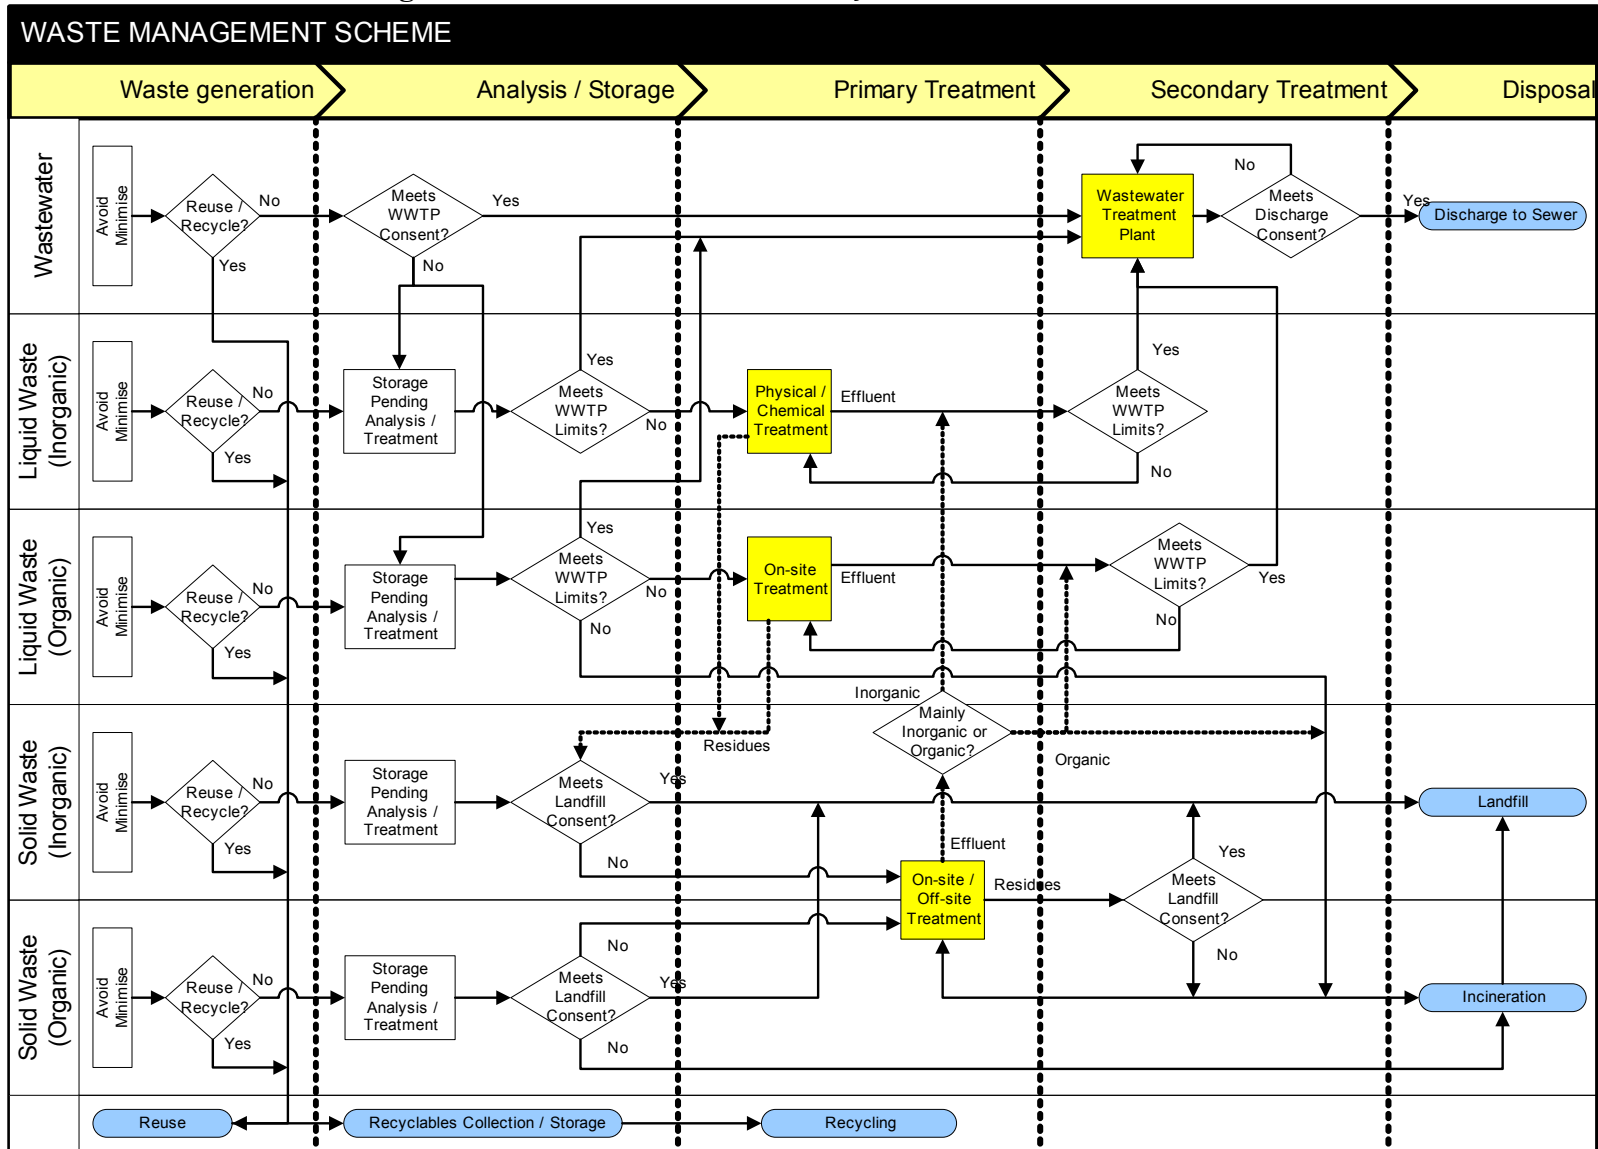 WASTE MANAGEMENT SCHEME
Waste generation
Analysis / Storage
Primary Treatment
Secondary Treatment
Disposal
Wastewater
Avoid
Minimise
Reuse /
Recycle?
No
Yes
Meets
WWTP
Consent?
Yes
No
Wastewater
Treatment
Plant
No
Meets
Discharge
Consent?
Yes
Discharge to Sewer
Liquid Waste
(Inorganic)
Avoid
Minimise
Reuse /
Recycle?
No
Yes
Storage
Pending
Analysis /
Treatment
Yes
Meets
WWTP
Limits?
No
Physical /
Chemical
Treatment
Effluent
Yes
Meets
WWTP
Limits?
No
Liquid Waste
(Organic)
Avoid
Minimise
Reuse /
Recycle?
No
Yes
Storage
Pending
Analysis /
Treatment
Yes
Meets
WWTP
Limits?
No
No
On-site
Treatment
Effluent
Meets
WWTP
Limits?
Yes
No
Inorganic
Mainly
Inorganic or
Organic?
Organic
Residues
Solid Waste
(Inorganic)
Avoid
Minimise
Reuse /
Recycle?
No
Yes
Storage
Pending
Analysis /
Treatment
Meets
Landfill
Consent?
Yes
No
Landfill
Effluent
On-site /
Off-site
Treatment
Residues
Yes
Meets
Landfill
Consent?
No
Solid Waste
(Organic)
Avoid
Minimise
Reuse /
Recycle?
No
Yes
Storage
Pending
Analysis /
Treatment
No
Meets
Landfill
Consent?
Yes
No
Incineration
Reuse
Recyclables Collection / Storage
Recycling